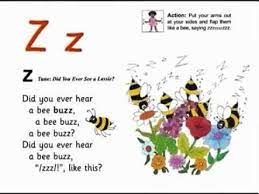 Z z
Action: Put your arms out
at your sides and flap them
like a bee, saying zzzzzzzz.
z Tune: Did You Ever See a Lassie?
Did you ever hear
a bee buzz,
a bee buzz,
a bee buzz?
Did you ever hear
a bee buzz,
"/zzz/!", like this?
z
z
z
z
z